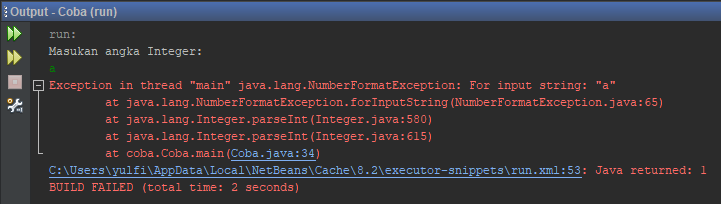 Output - Coba (run)
run:
Masukan angka Integer:
a
Exception in thread "main" java.lang.NumberFormatException: For input string: "a"
at java.lang.NumberFormatException.forInputString(NumberFormatException.java:65)
at java.lang.Integer.parseInt(Integer.java:580)
at java.lang.Integer.parseInt(Integer.java:615)
at coba.Coba.main(Coba.java:34)
C:\Users\yulfi\AppData\Local\NetBeans\Cache\8.2\executor-snippets\run.xml:53: Java returned: 1
BUILD FAILED (total time: 2 seconds)